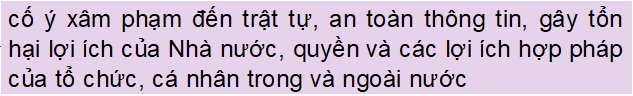 cố ý xâm phạm đến trật tự, an toàn thông tin, gây tổn
hại lợi ích của Nhà nước, quyền và các lợi ích hợp pháp
của tổ chức, cá nhân trong và ngoài nước